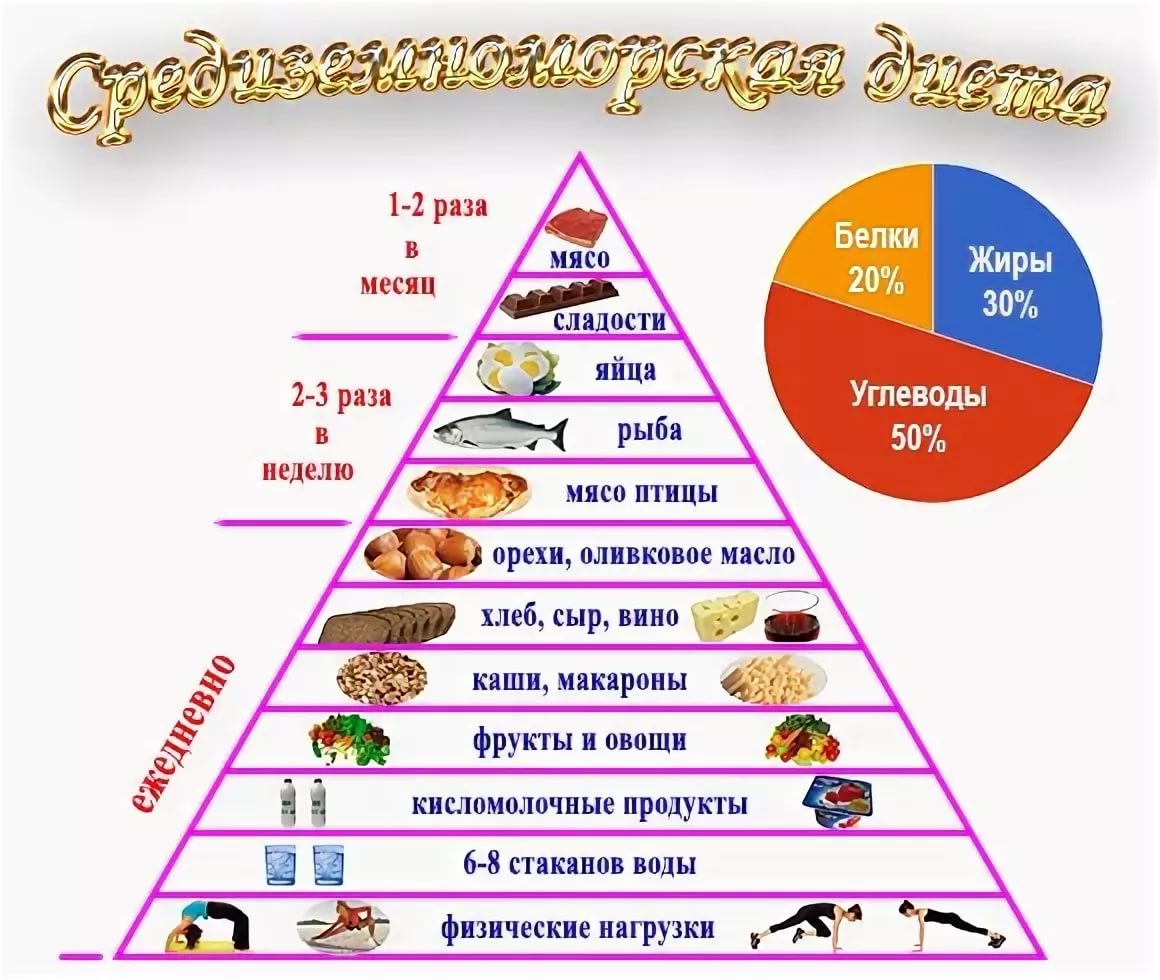 Средиземноморская диета
1-2 раза
в
месяц
мясо
сладости
2-3 раза
в
неделю
яйца
рыба
мясо птицы
ежедневно
орехи, оливковое масло
хлеб, сыр, вино
каши, макароны
фрукты и овощи
кисломолочные продукты
6-8 стаканов воды
физические нагрузки
Белки
20%
Жиры
30%
Углеводы
50%